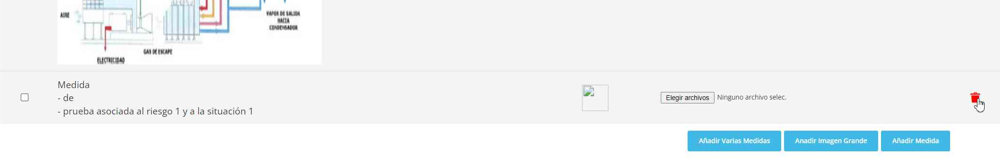 AIRE
VAPOR DE SALIDA
HACIA
CONDENSADOR
GAS DE ESCAPE
ELECTRICIDAD
Medida
- de
- prueba asociada al riesgo 1 y a la situación 1
Elegir archivos Ninguno archivo selec.
Añadir Varias Medidas Anadir Imagen Grande Añadir Medida